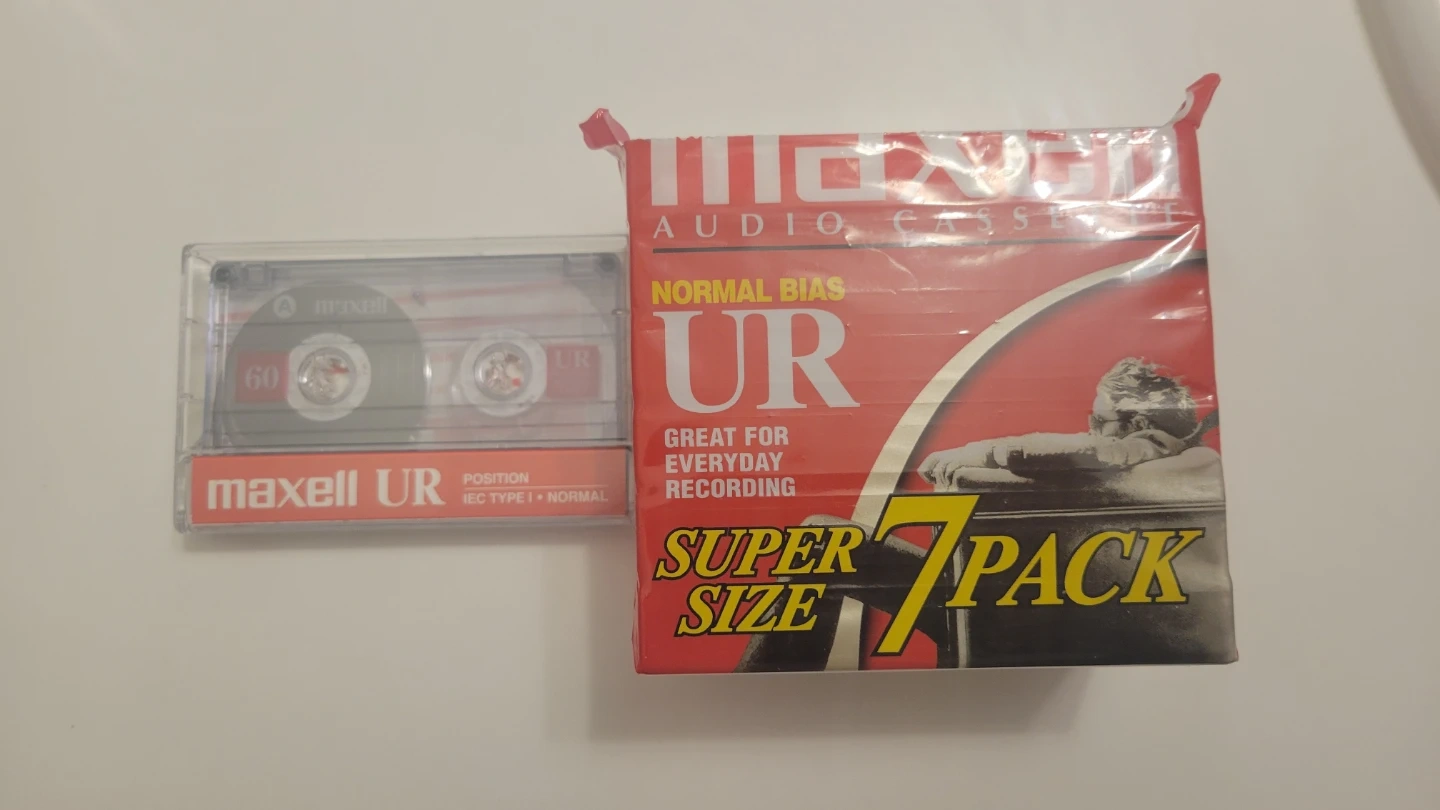 A maxell
60
UR
maxell UR
POSITION
IEC TYPE I • NORMAL
maxell
AUDIO CASSETTE
NORMAL BIAS
UR
GREAT FOR
EVERYDAY
RECORDING
SUPER
SIZE
7 PACK